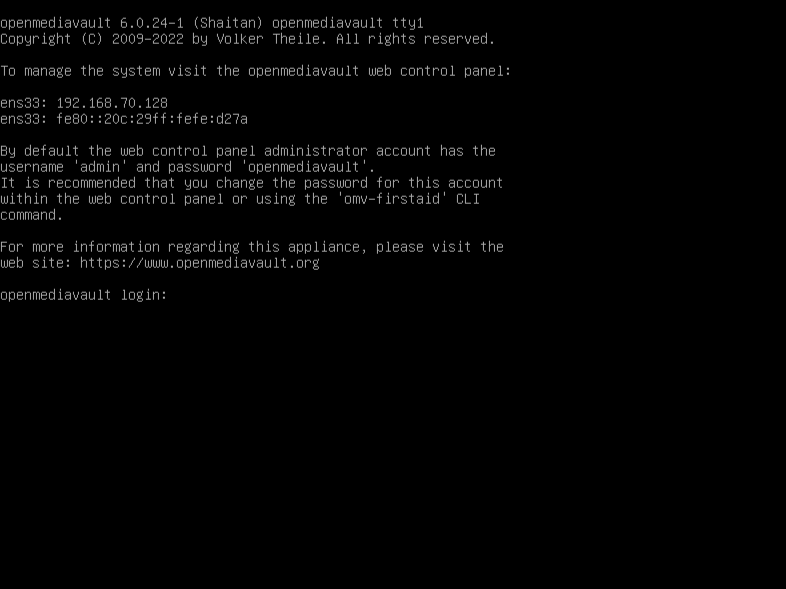 openmediavault 6.0.24-1 (Shaitan) openmediavault tty1
Copyright (C) 2009-2022 by Volker Theile. All rights reserved.
To manage the system visit the openmediavault web control panel:
ens33: 192.168.70.128
ens33: fe80::20c:29ff:fefe:d27a
By default the web control panel administrator account has the
username 'admin' and password 'openmediavault'.
It is recommended that you change the password for this account
within the web control panel or using the 'omv-firstaid' CLI
command.
For more information regarding this appliance, please visit the
web site: https://www.openmediavault.org
openmediavault login: